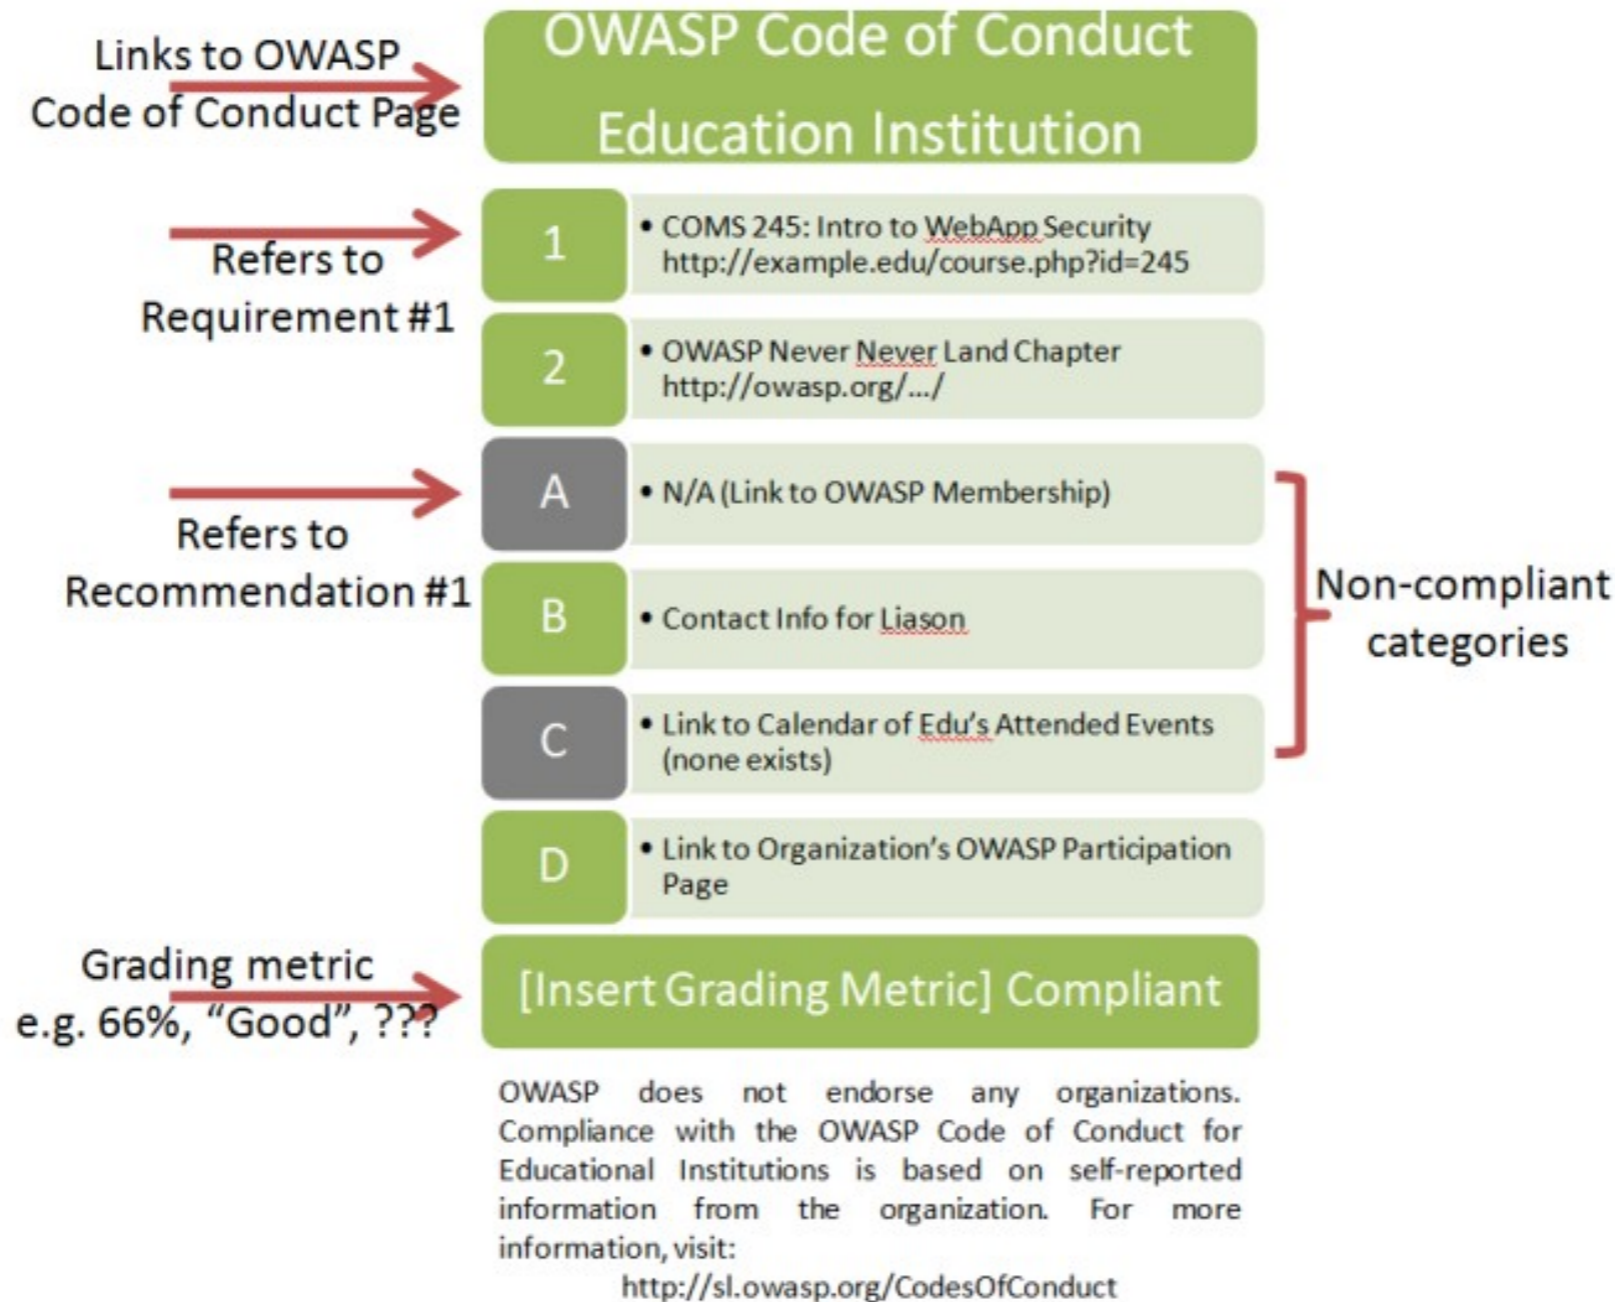 Links to OWASP
Code of Conduct Page
OWASP Code of Conduct
Education Institution
Refers to
Requirement #1
1
• COMS 245: Intro to WebApp Security
http://example.edu/course.php?id=245
2
• OWASP Never Never Land Chapter
http://owasp.org/.../
Refers to
Recommendation #1
A
• N/A (Link to OWASP Membership)
B
• Contact Info for Liason
C
• Link to Calendar of Edu’s Attended Events
(none exists)
Non-compliant
categories
D
• Link to Organization’s OWASP Participation
Page
Grading metric
e.g. 66%, “Good”, ???
[Insert Grading Metric] Compliant
OWASP does not endorse any organizations.
Compliance with the OWASP Code of Conduct for
Educational Institutions is based on self-reported
information from the organization. For more
information, visit:
http://sl.owasp.org/CodesOfConduct